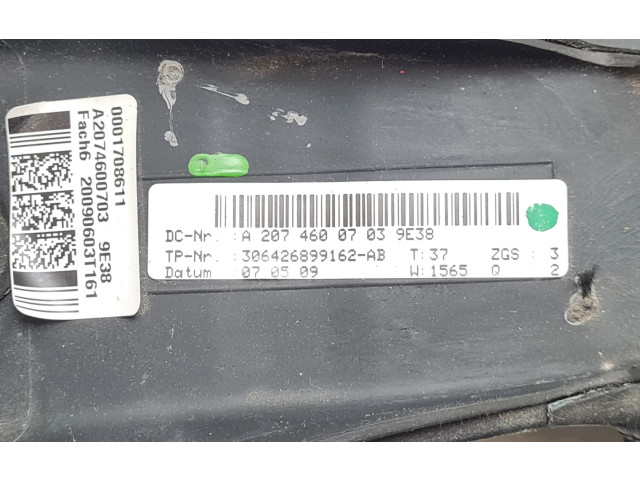 0001708611
A2074600703 9E38
Fach6 20090603T161
DC-Nr. :A 207 460 07 03 9E38
TP-Nr. :306426899162-AB T:37 ZGS : 3
Datum :07 05 09 W:1565 Q : 2